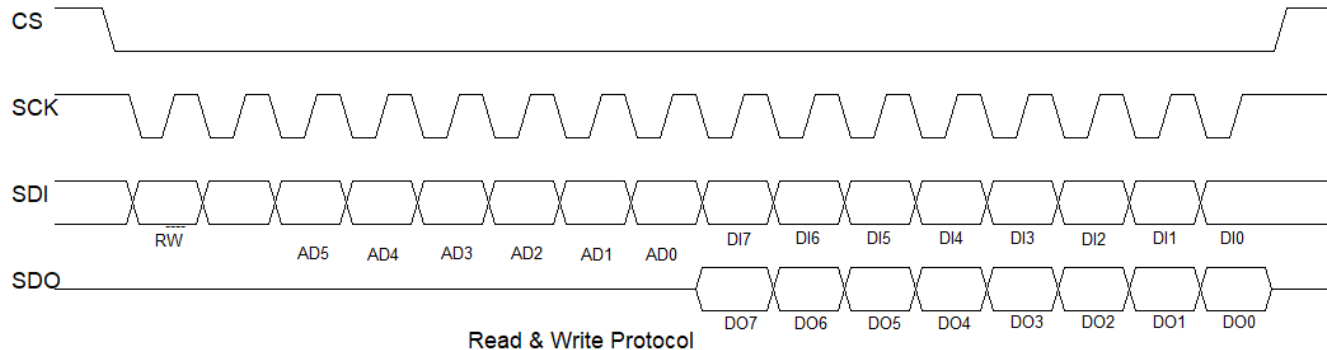 CS
SCK
SDI
RW
AD5 AD4 AD3 AD2 AD1 AD0 DI7 DI6 DI5 DI4 DI3 DI2 DI1 DI0
SDO
DO7 DO6 DO5 DO4 DO3 DO2 DO1 DO0
Read & Write Protocol